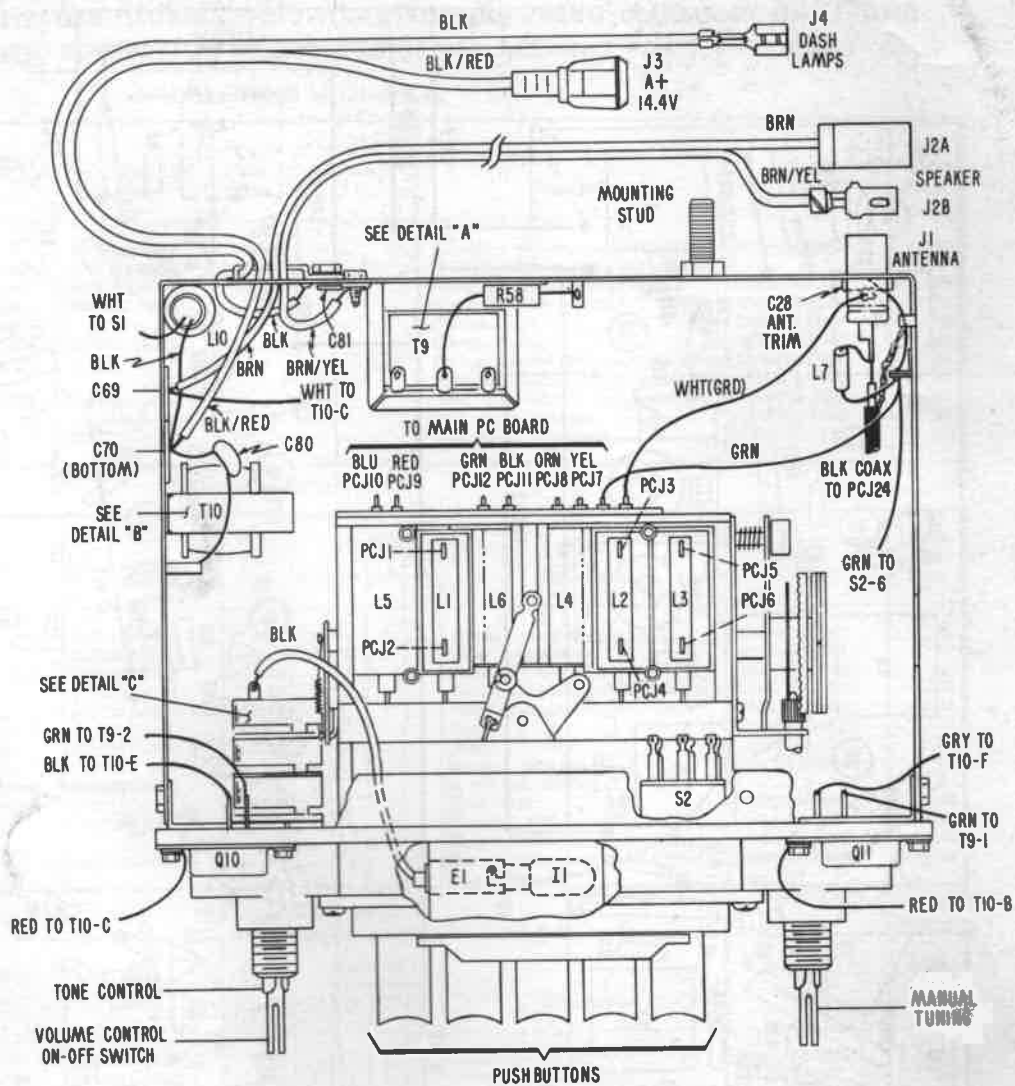 BLK
J4
DASH
LAMPS
BLK/RED
J3
A+
14.4V
BRN
J2A
SPEAKER
BRN/YEL
J2B
MOUNTING
STUD
SEE DETAIL "A"
J1
ANTENNA
R58
C28
ANT.
TRIM
WHT
TO S1
L10
BLK
C81
T9
BLK
BRN
BRN/YEL
L7
C69
WHT TO
T10-C
WHT(GRD)
BLK/RED
C80
TO MAIN PC BOARD
GRN
C70
(BOTTOM)
BLU
PCJ10
RED
PCJ9
GRN
PCJ12
BLK
PCJ11
ORN
PCJ8
YEL
PCJ7
PCJ3
BLK COAX
TO PCJ24
SEE
DETAIL "B"
T10
PCJ1
PCJ5
GRN TO
S2-6
L5
L1
L6
L4
L2
L3
PCJ6
PCJ2
BLK
PCJ4
SEE DETAIL "C"
GRN TO T9-2
BLK TO T10-E
S2
GRY TO
T10-F
GRN TO
T9-1
Q10
Q11
E1
I1
RED TO T10-C
RED TO T10-B
TONE CONTROL
MANUAL
TUNING
VOLUME CONTROL
ON-OFF SWITCH
PUSHBUTTONS